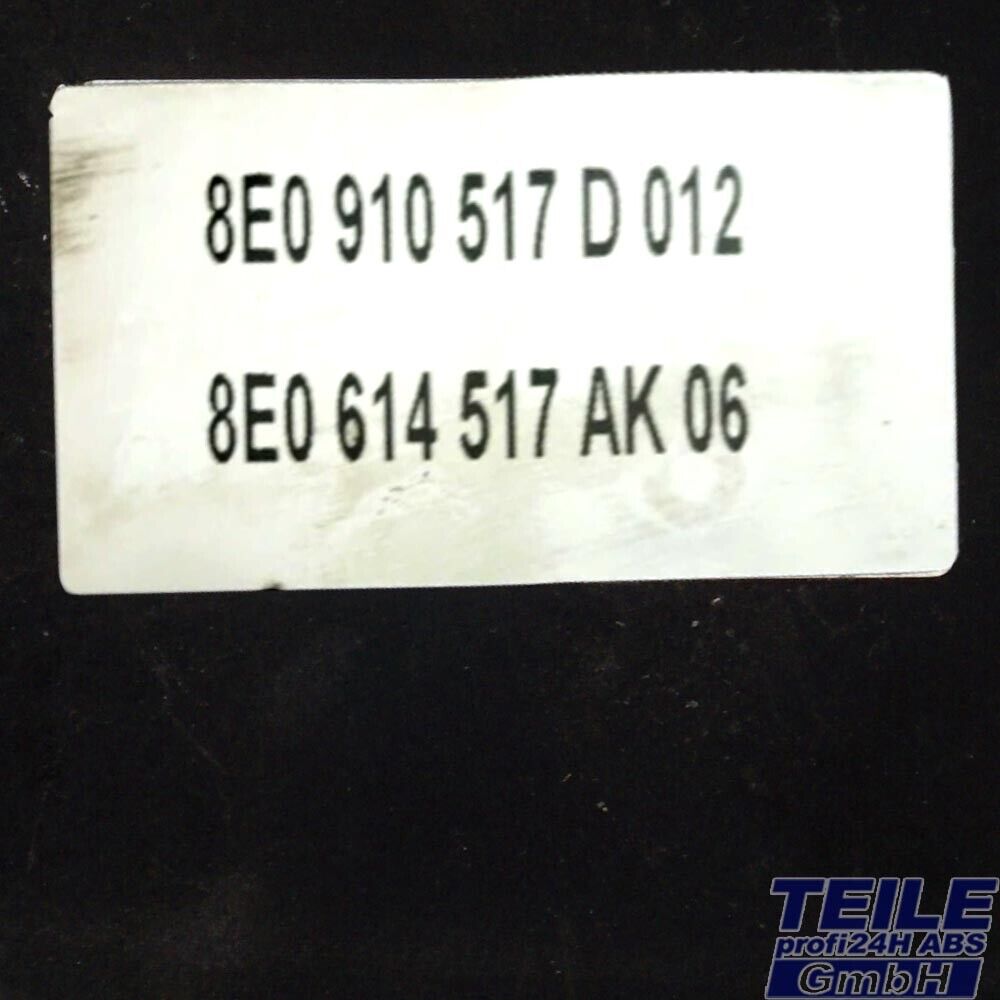 8E0 910 517 D 012
8E0 614 517 AK 06
TEILE
profi24H ABS
GmbH